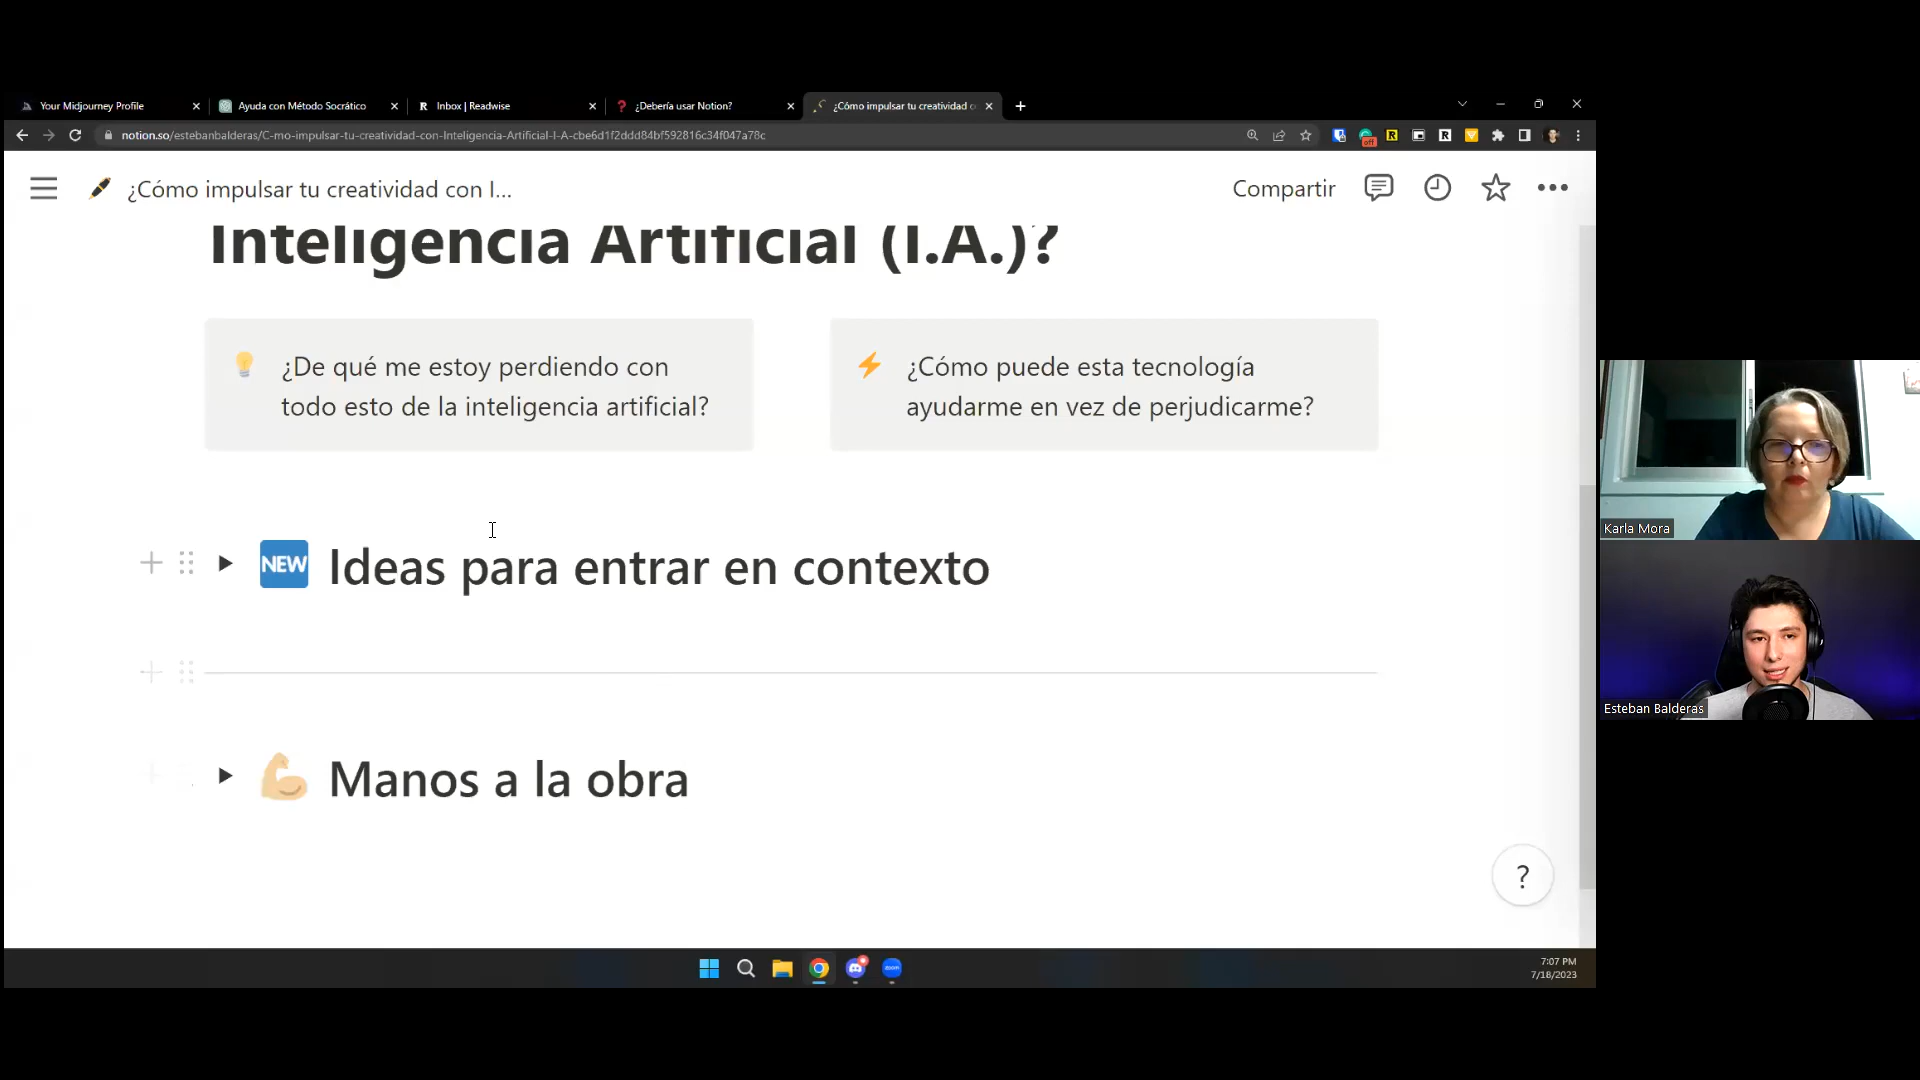 Your Midjourney Profile
Ayuda con Método Socrático
R Inbox | Readwise
¿Debería usar Notion?
¿Cómo impulsar tu creatividad c
notion.so/estebanbalderas/C-mo-impulsar-tu-creatividad-con-Inteligencia-Artificial-I-A-cbe6d1f2ddd84bf592816c34f047a78c
off
R
R
¿Cómo impulsar tu creatividad con I...
Compartir
Inteligencia Artificial (I.A.)?
¿De qué me estoy perdiendo con
todo esto de la inteligencia artificial?
¿Cómo puede esta tecnología
ayudarme en vez de perjudicarme?
NEW Ideas para entrar en contexto
Manos a la obra
?
Karla Mora
Esteban Balderas
zoom
7:07 PM
7/18/2023